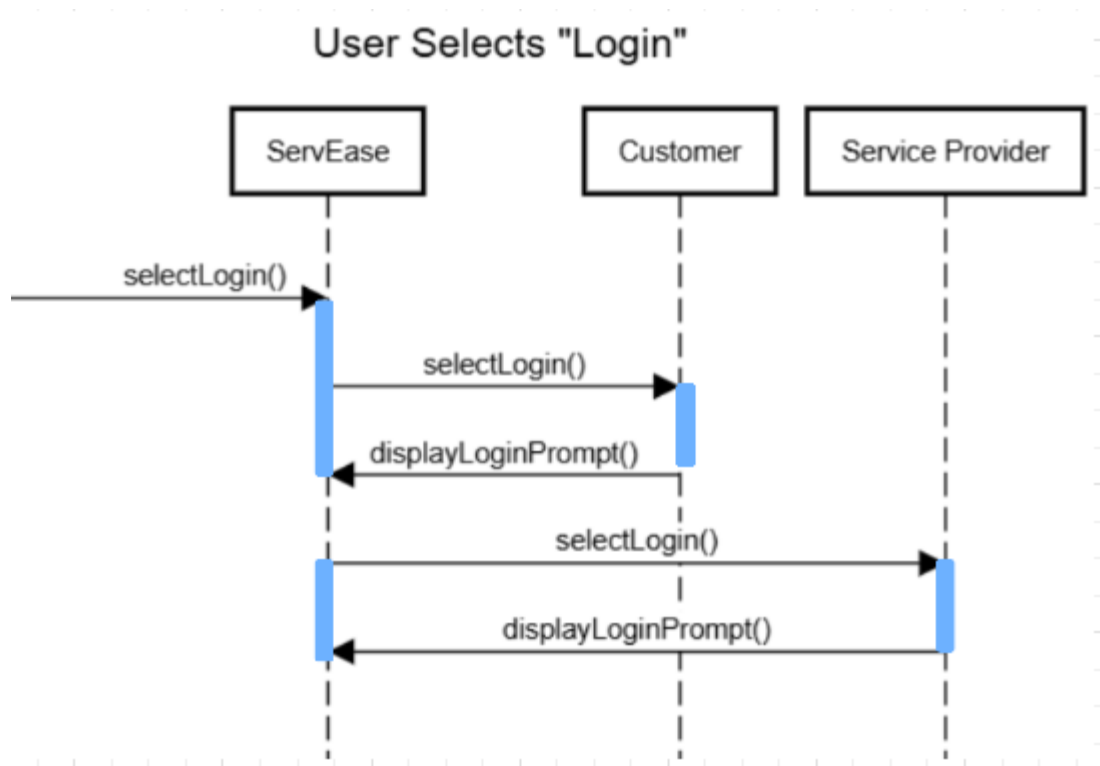 User Selects "Login"
ServEase
Customer
Service Provider
selectLogin()
selectLogin()
displayLoginPrompt()
selectLogin()
displayLoginPrompt()